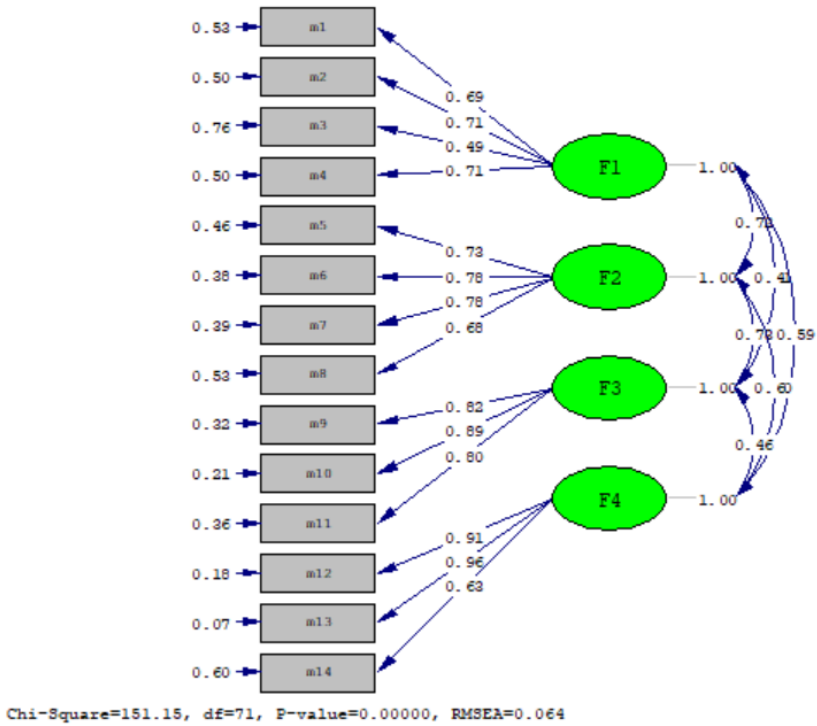 0.53 m1
0.50 m2
0.76 m3
0.50 m4
0.46 m5
0.38 m6
0.39 m7
0.53 m8
0.32 m9
0.21 m10
0.36 m11
0.18 m12
0.07 m13
0.60 m14
0.69
0.71
0.49
0.71
0.73
0.78
0.78
0.68
0.82
0.89
0.80
0.91
0.96
0.63
F1 1.00
F2 1.00
F3 1.00
F4 1.00
0.59
0.60
0.46
Chi-Square=151.15, df=71, P-value=0.00000, RMSEA=0.064